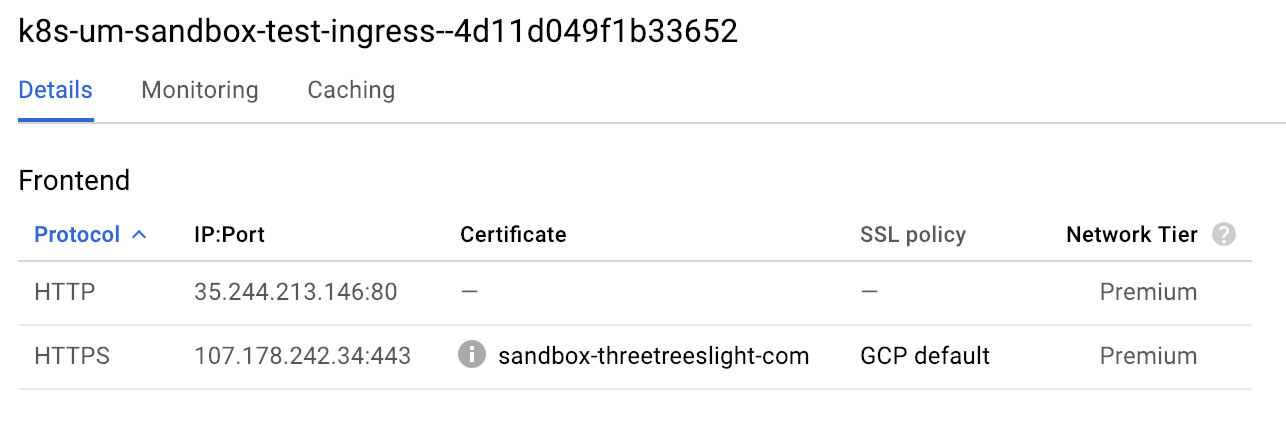 k8s-um-sandbox-test-ingress--4d11d049f1b33652
Details Monitoring Caching
Frontend
Protocol IP:Port Certificate SSL policy Network Tier ?
HTTP 35.244.213.146:80 — — Premium
HTTPS 107.178.242.34:443 i sandbox-threetreeslight-com GCP default Premium